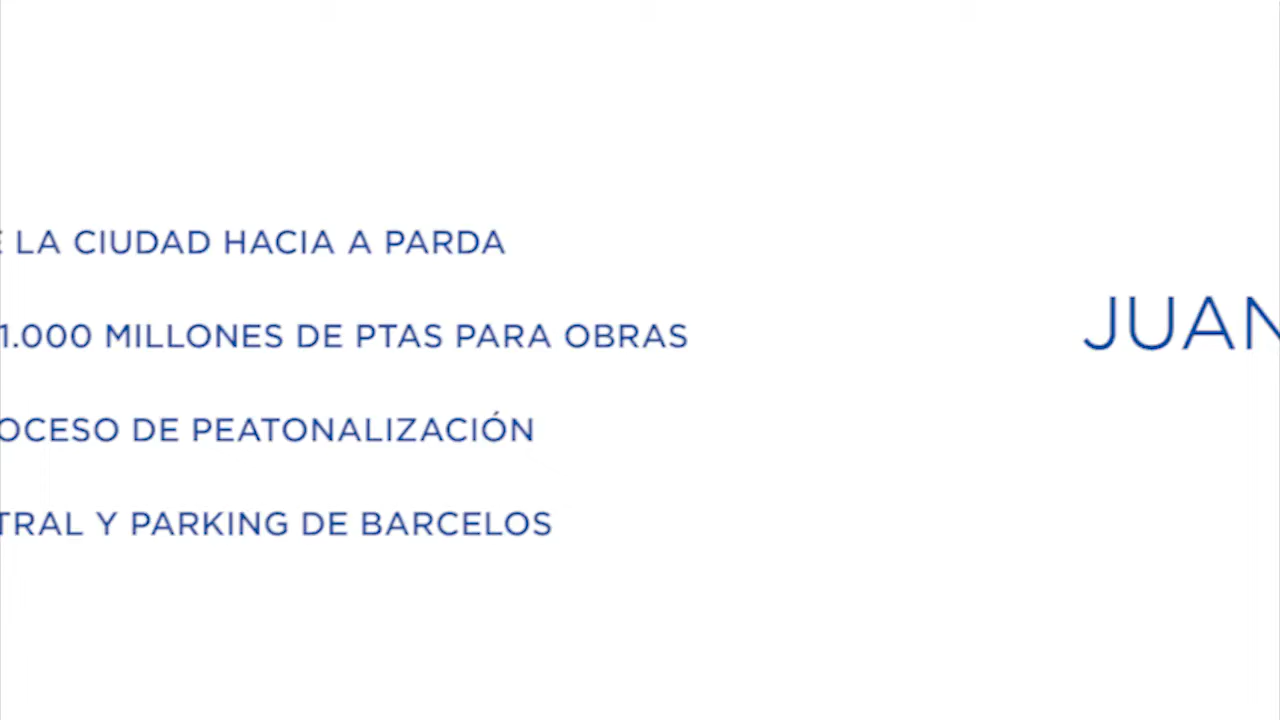 LA CIUDAD HACIA A PARDA
1.000 MILLONES DE PTAS PARA OBRAS
OCESO DE PEATONALIZACIÓN
TRAL Y PARKING DE BARCELOS
JUAN